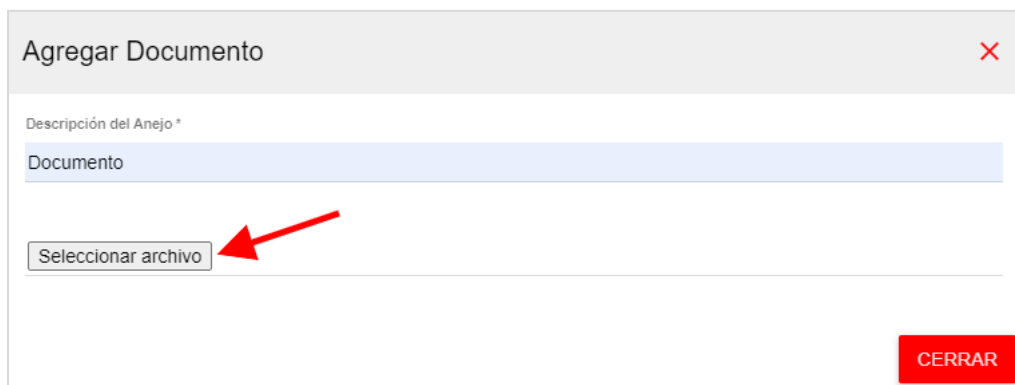 Agregar Documento
Descripción del Anejo *
Documento
Seleccionar archivo
CERRAR